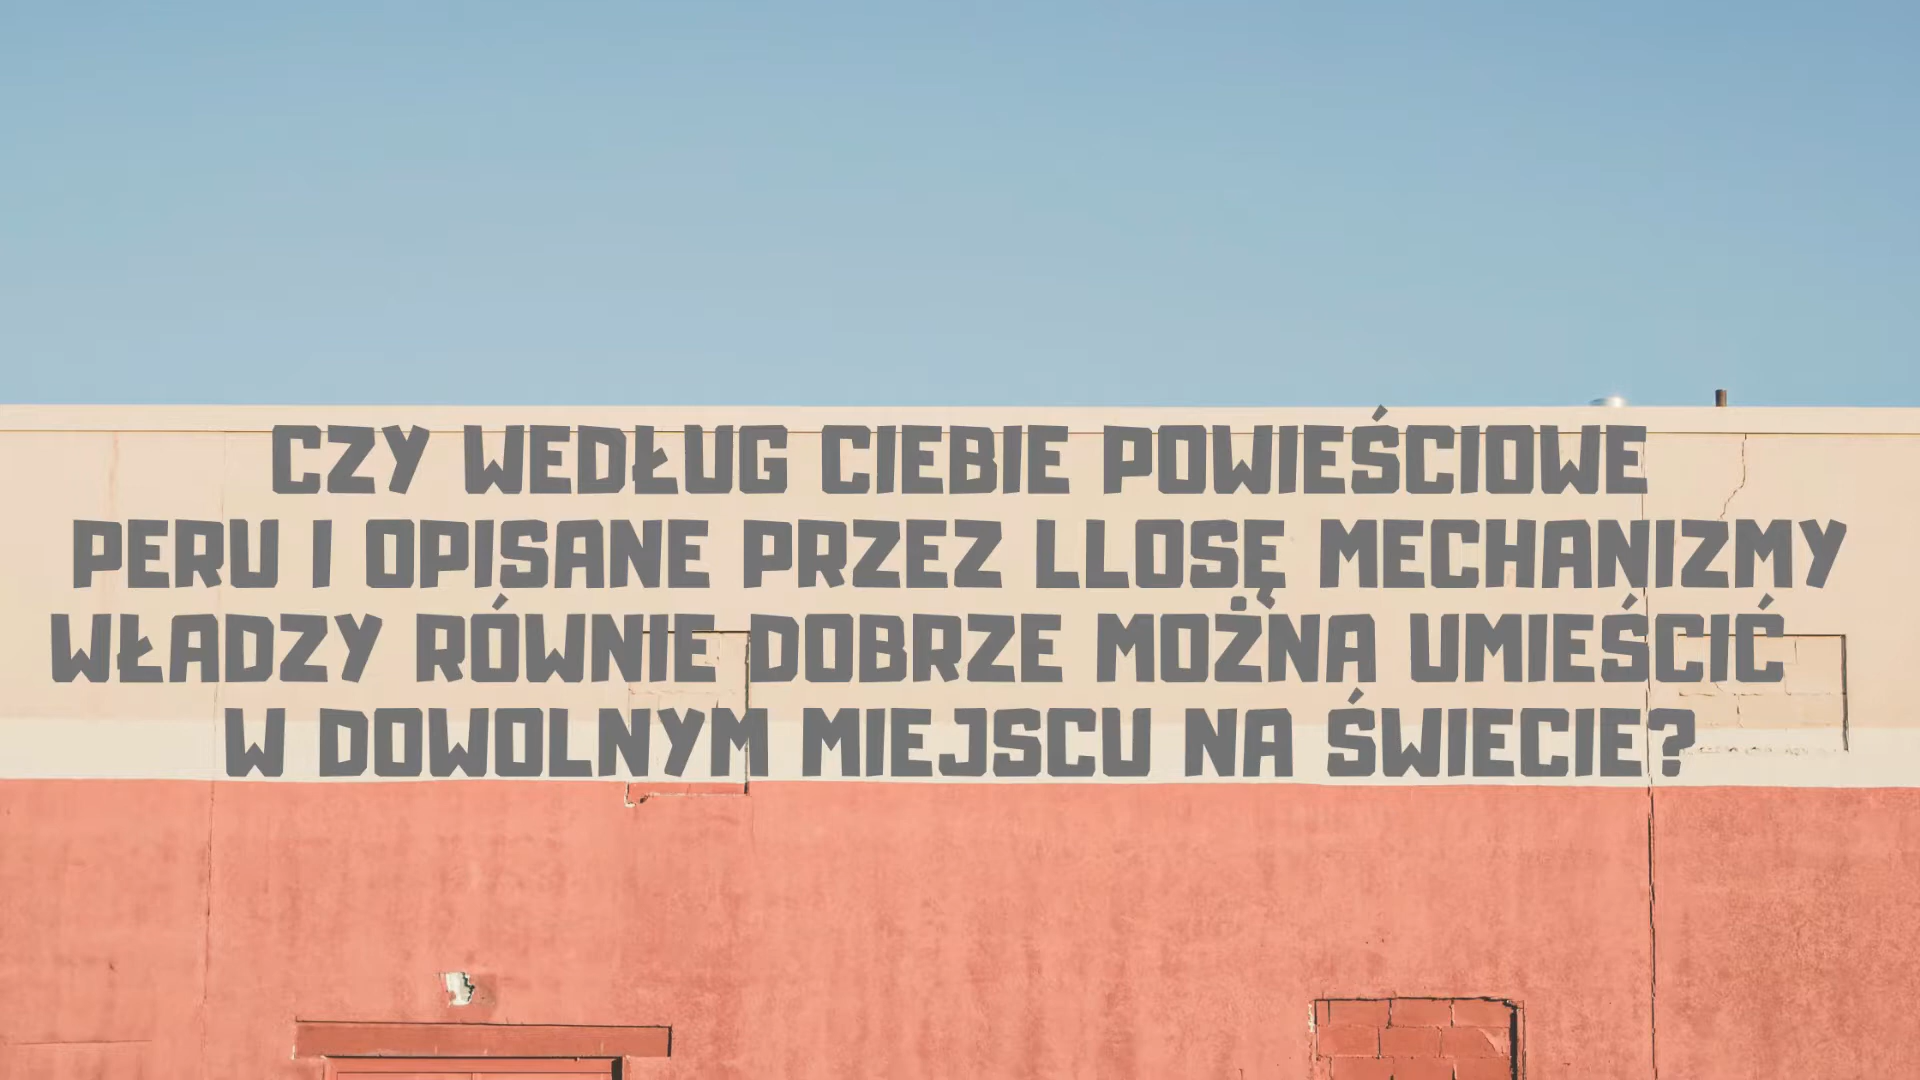 CZY WEDŁUG CIEBIE POWIEŚCIOWE
PERU I OPISANE PRZEZ LLOSĘ MECHANIZMY
WŁADZY RÓWNIE DOBRZE MOŻNA UMIEŚCIĆ
W DOWOLNYM MIEJSCU NA ŚWIECIE?